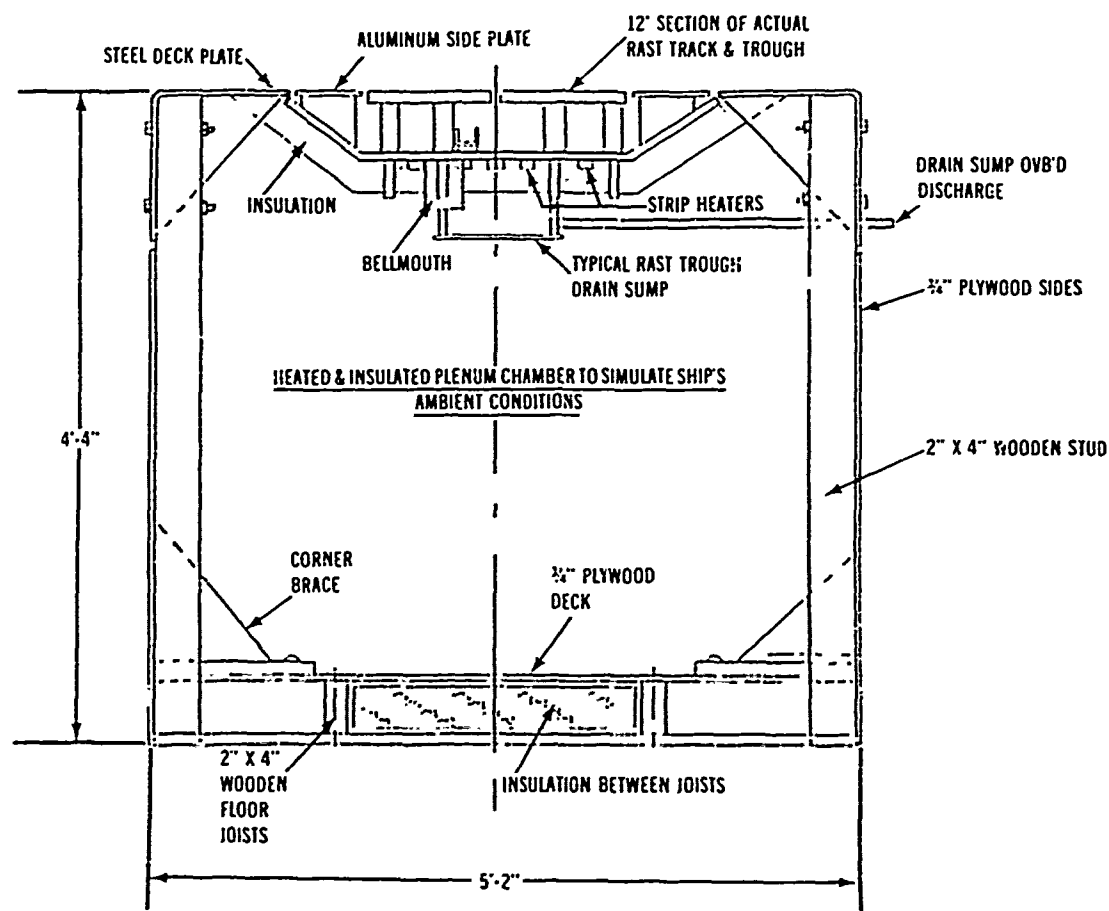 12" SECTION OF ACTUAL
RAST TRACK & TROUGH
ALUMINUM SIDE PLATE
STEEL DECK PLATE
DRAIN SUMP OVB'D
DISCHARGE
INSULATION
STRIP HEATERS
BELLMOUTH
TYPICAL RAST TROUGH
DRAIN SUMP
¾" PLYWOOD SIDES
HEATED & INSULATED PLENUM CHAMBER TO SIMULATE SHIP'S
AMBIENT CONDITIONS
4'-4"
2" X 4" WOODEN STUD
CORNER
BRACE
¾" PLYWOOD
DECK
2" X 4"
WOODEN
FLOOR
JOISTS
INSULATION BETWEEN JOISTS
5'-2"